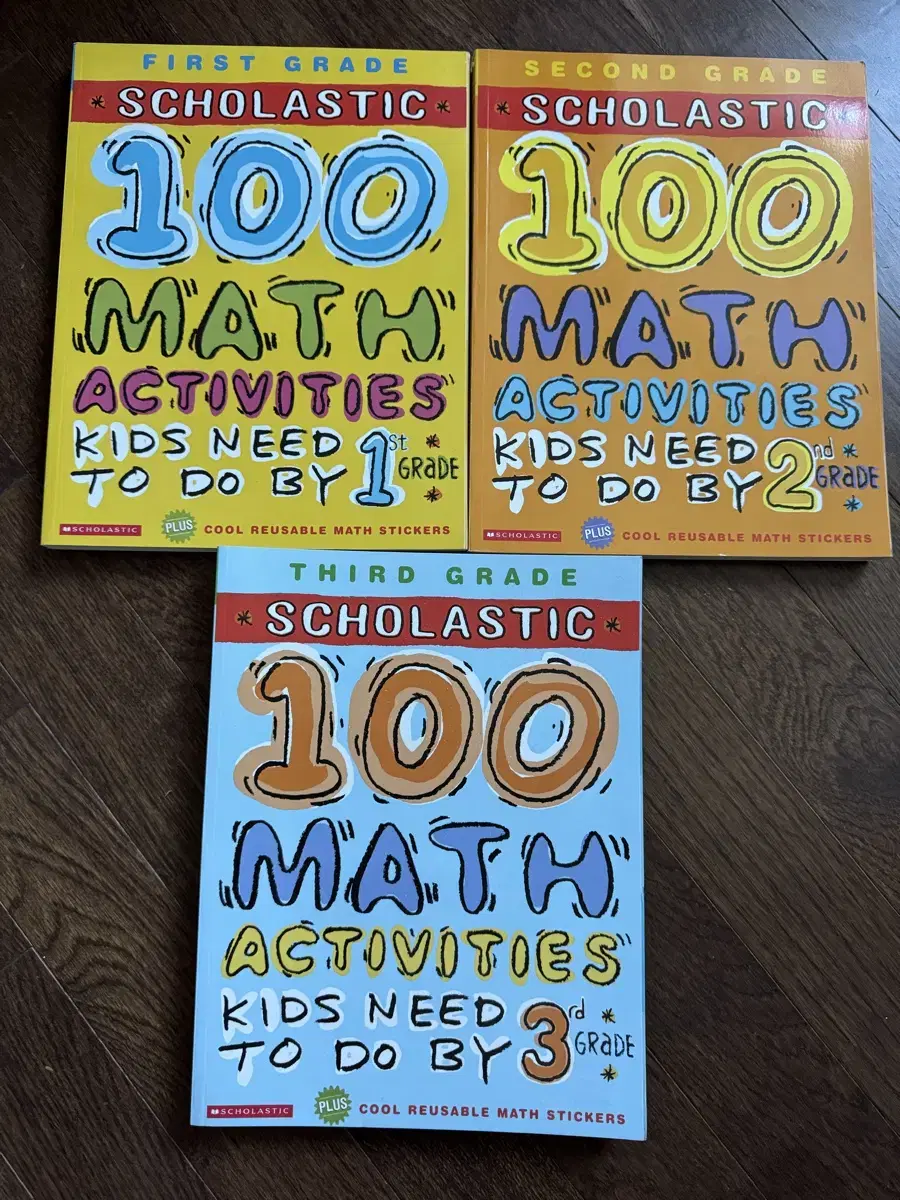 FIRST GRADE
* SCHOLASTIC *
100
MATH
ACTIVITIES
KIDS NEED
TO DO BY 1st GRADE
SCHOLASTIC PLUS COOL REUSABLE MATH STICKERS
SECOND GRADE
* SCHOLASTIC
100
MATH
ACTIVITIES
KIDS NEED
TO DO BY 2nd GRADE
SCHOLASTIC PLUS COOL REUSABLE MATH STICKERS
THIRD GRADE
* SCHOLASTIC *
100
MATH
ACTIVITIES
KIDS NEED
TO DO BY 3rd GRADE
SCHOLASTIC PLUS COOL REUSABLE MATH STICKERS